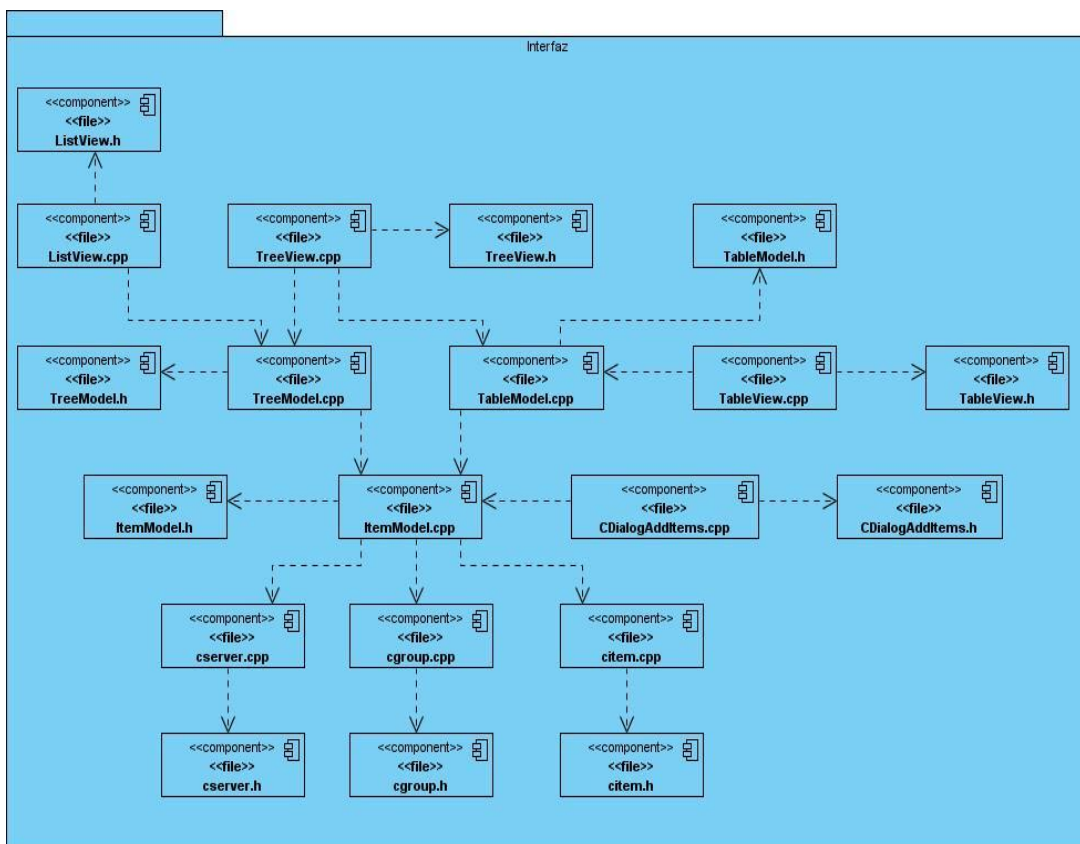 Interfaz
<<component>>
<<file>>
ListView.h
<<component>>
<<file>>
ListView.cpp
<<component>>
<<file>>
TreeView.cpp
<<component>>
<<file>>
TreeView.h
<<component>>
<<file>>
TableModel.h
<<component>>
<<file>>
TreeModel.h
<<component>>
<<file>>
TreeModel.cpp
<<component>>
<<file>>
TableModel.cpp
<<component>>
<<file>>
TableView.cpp
<<component>>
<<file>>
TableView.h
<<component>>
<<file>>
ItemModel.h
<<component>>
<<file>>
ItemModel.cpp
<<component>>
<<file>>
CDialogAddItems.cpp
<<component>>
<<file>>
CDialogAddItems.h
<<component>>
<<file>>
cserver.cpp
<<component>>
<<file>>
cgroup.cpp
<<component>>
<<file>>
citem.cpp
<<component>>
<<file>>
cserver.h
<<component>>
<<file>>
cgroup.h
<<component>>
<<file>>
citem.h